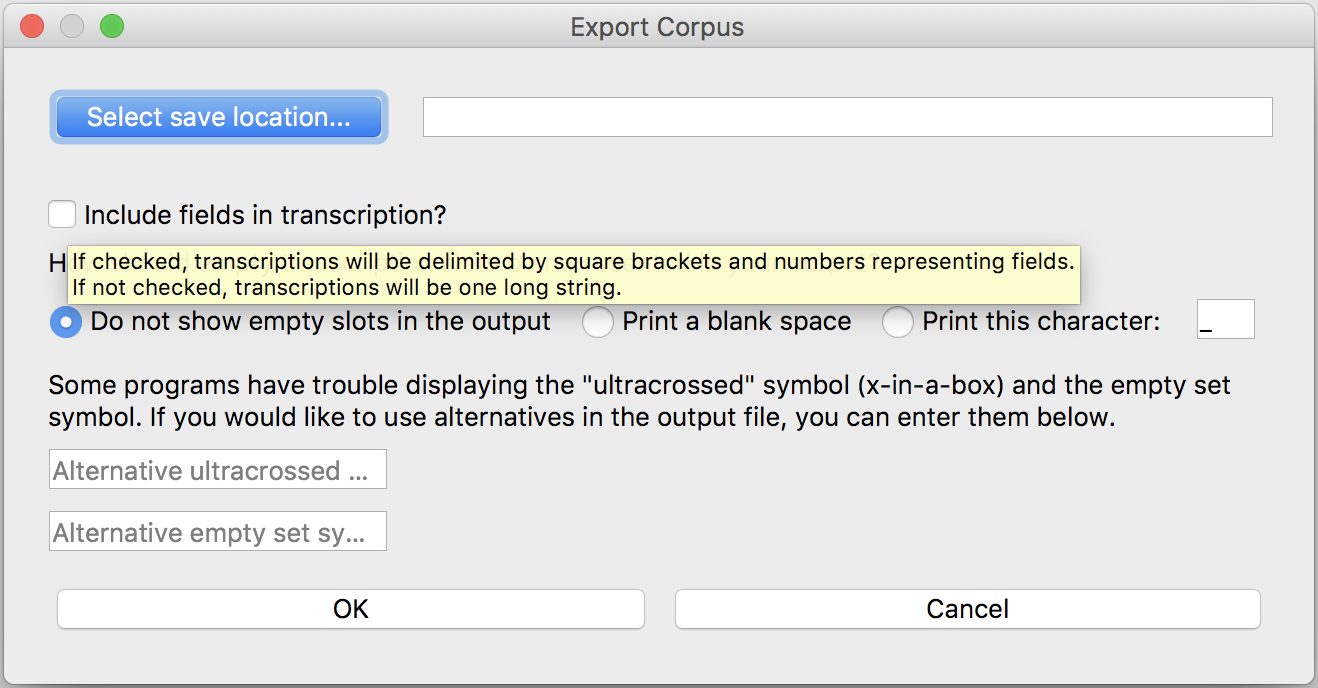 Export Corpus
Select save location...
Include fields in transcription?
If checked, transcriptions will be delimited by square brackets and numbers representing fields.
If not checked, transcriptions will be one long string.
Do not show empty slots in the output Print a blank space Print this character: _
Some programs have trouble displaying the "ultracrossed" symbol (x-in-a-box) and the empty set
symbol. If you would like to use alternatives in the output file, you can enter them below.
Alternative ultracrossed ...
Alternative empty set sy...
OK Cancel